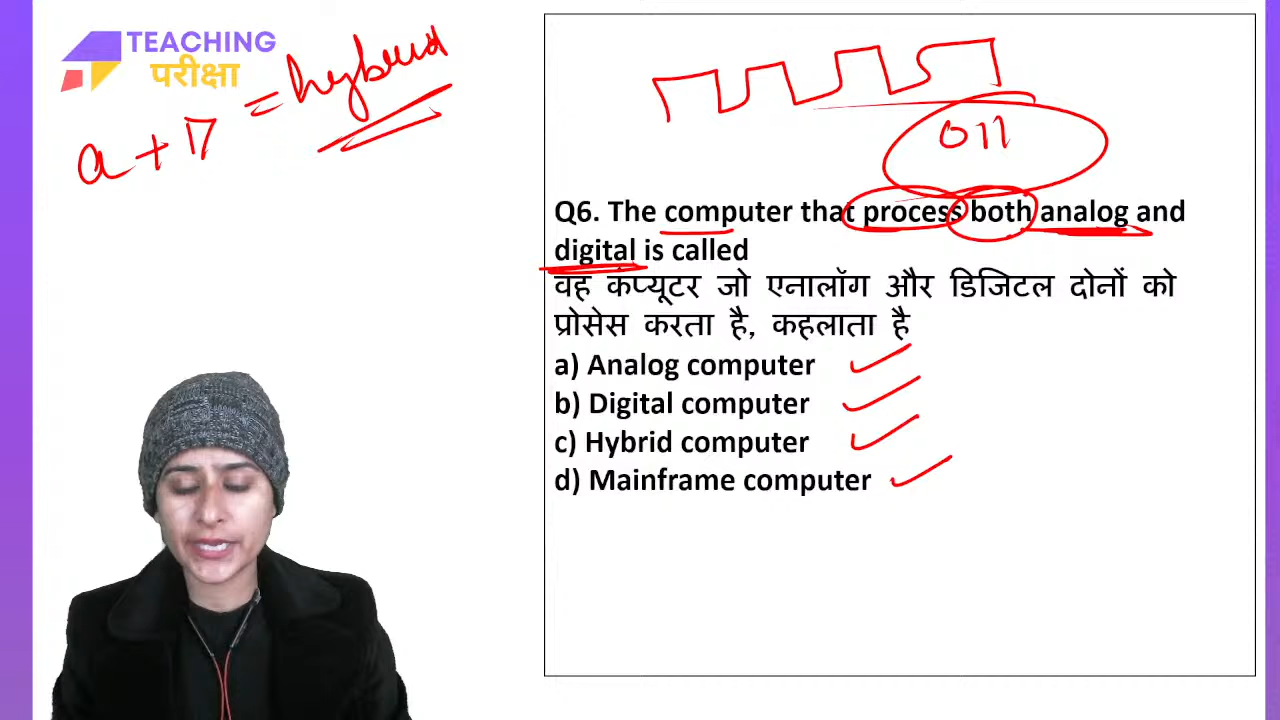 TEACHING
परीक्षा
a + D = hybrid
011
Q6. The computer that process both analog and
digital is called
वह कंप्यूटर जो एनालॉग और डिजिटल दोनों को
प्रोसेस करता है, कहलाता है
a) Analog computer
b) Digital computer
c) Hybrid computer
d) Mainframe computer